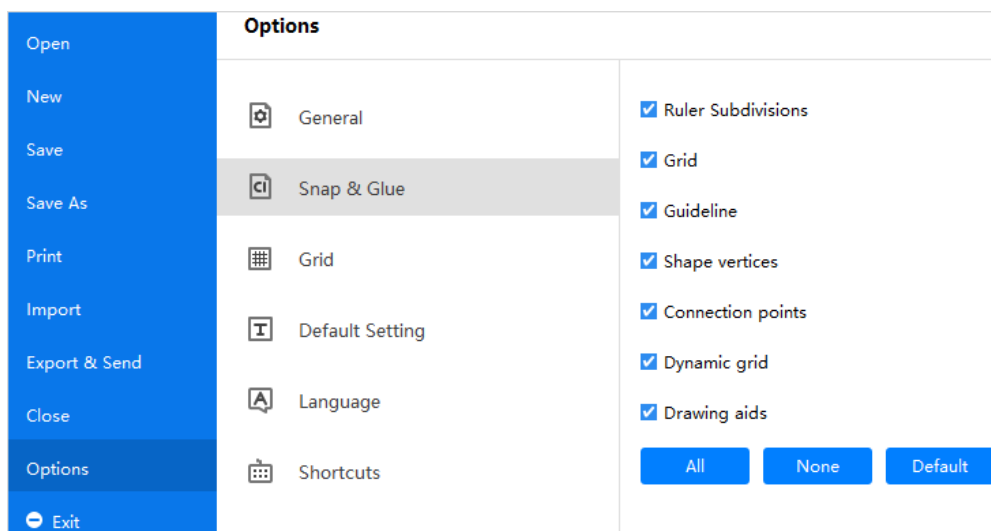 Open
New
Save
Save As
Print
Import
Export & Send
Close
Options
Exit
Options
General
Snap & Glue
Grid
Default Setting
Language
Shortcuts
Ruler Subdivisions
Grid
Guideline
Shape vertices
Connection points
Dynamic grid
Drawing aids
All None Default